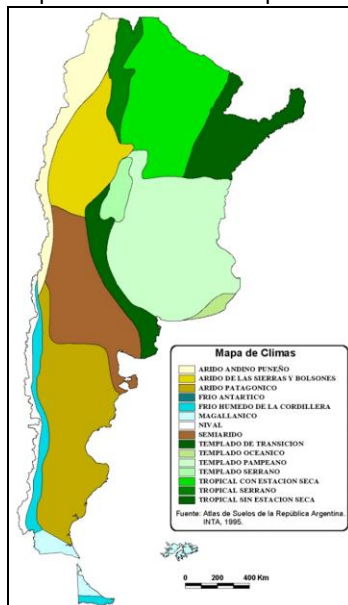 Mapa de Climas
ARIDO ANDINO PUNEÑO
ARIDO DE LAS SIERRAS Y BOLSONES
ARIDO PATAGONICO
FRIO ANTARTICO
FRIO HUMEDO DE LA CORDILLERA
MAGALLANICO
NIVAL
SEMIARIDO
TEMPLADO DE TRANSICION
TEMPLADO OCEANICO
TEMPLADO PAMPEANO
TEMPLADO SERRANO
TROPICAL CON ESTACION SECA
TROPICAL SERRANO
TROPICAL SIN ESTACION SECA
Fuente: Atlas de Suelos de la República Argentina.
INTA, 1995.
0 200 400 Km